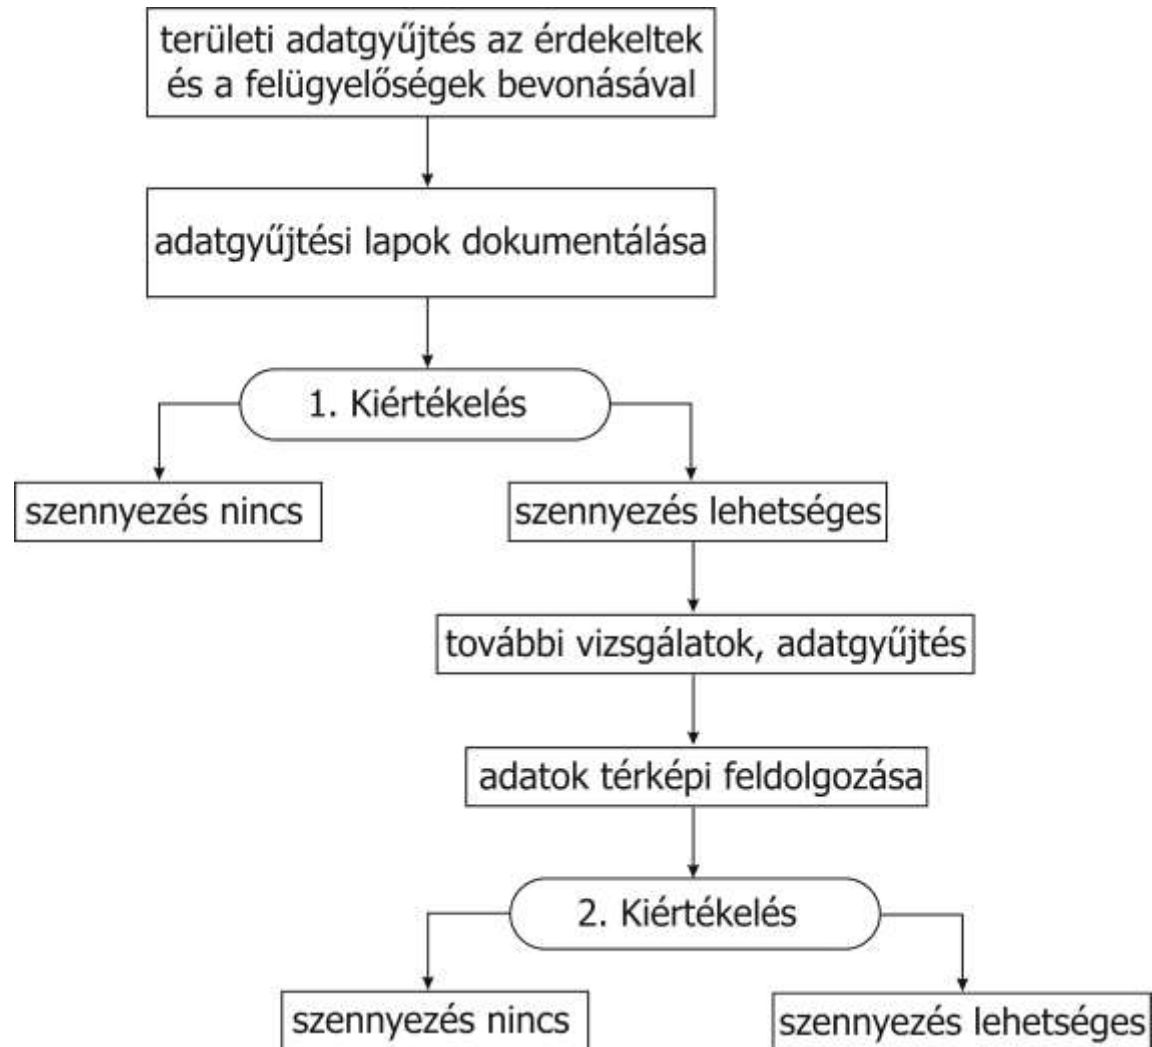 területi adatgyűjtés az érdekeltek
és a felügyelőségek bevonásával
adatgyűjtési lapok dokumentálása
1. Kiértékelés
szennyezés nincs
szennyezés lehetséges
további vizsgálatok, adatgyűjtés
adatok térképi feldolgozása
2. Kiértékelés
szennyezés nincs
szennyezés lehetséges